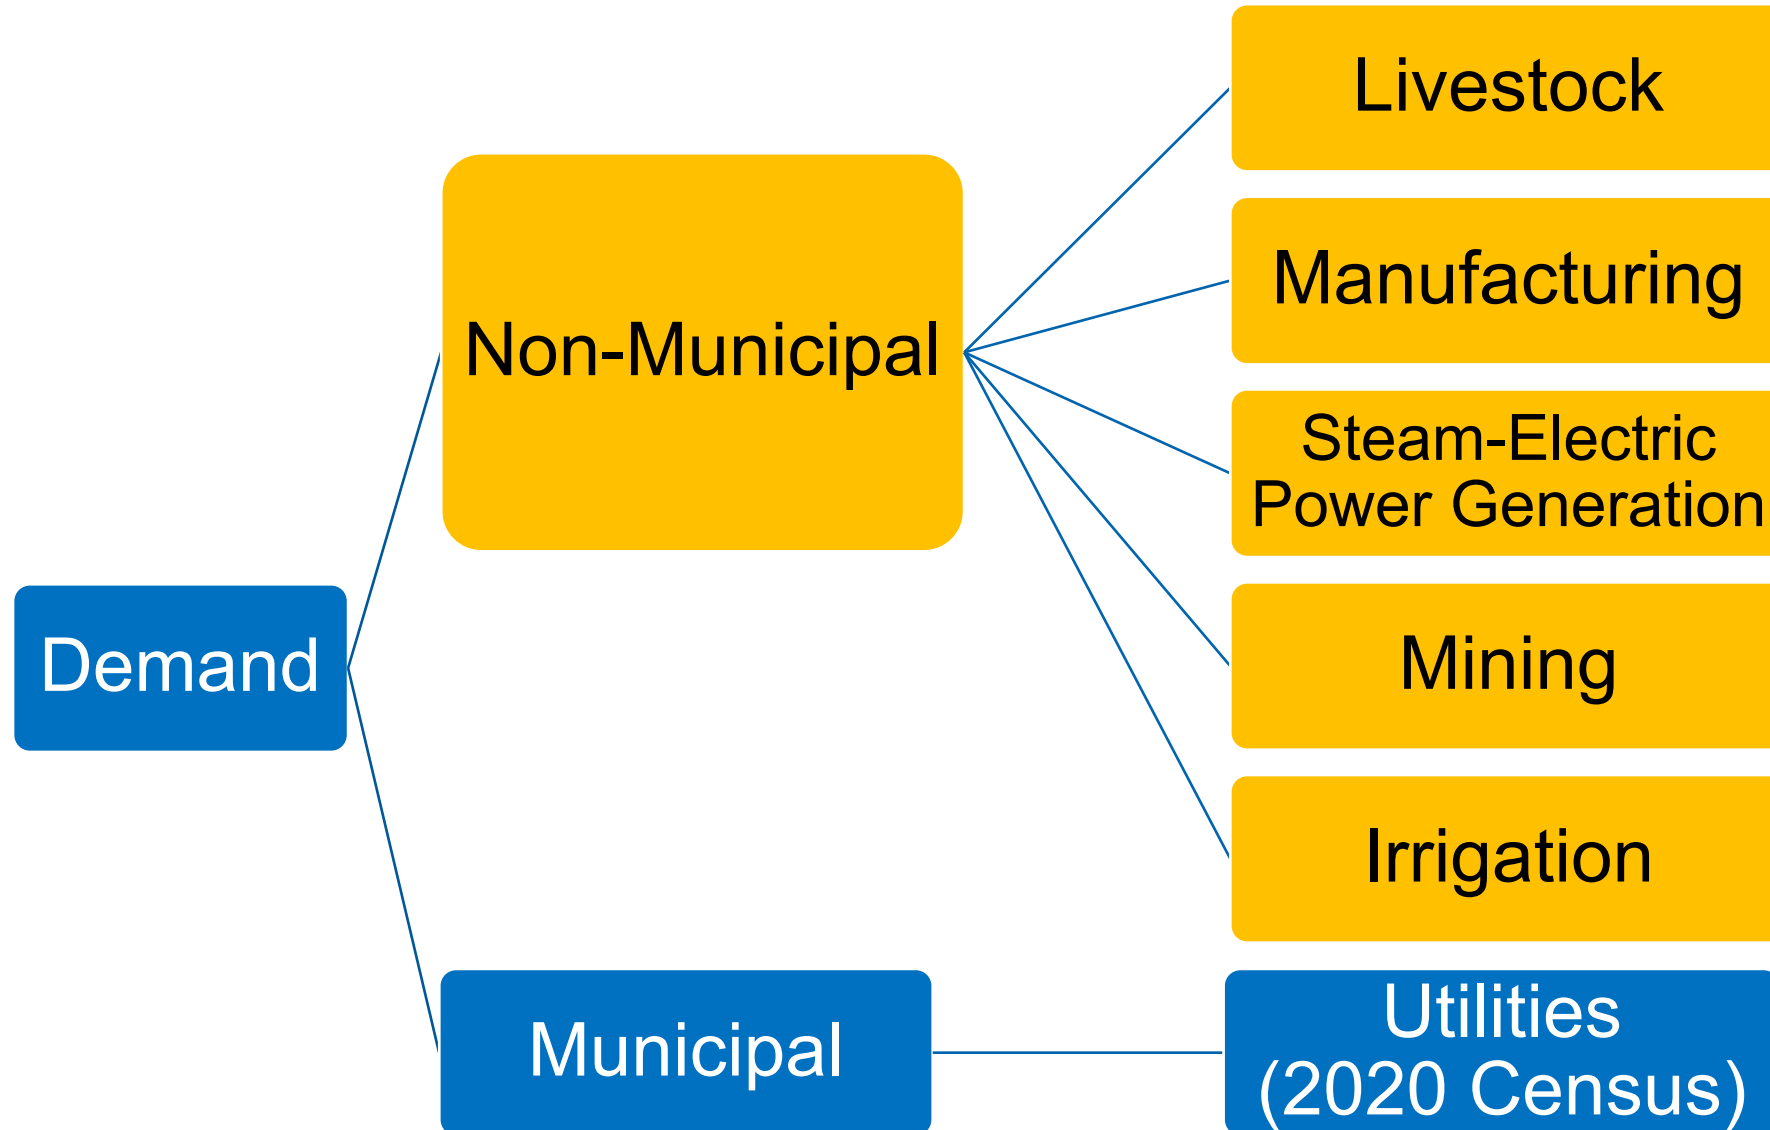 Demand
Non-Municipal
Livestock
Manufacturing
Steam-Electric
Power Generation
Mining
Irrigation
Municipal
Utilities
(2020 Census)